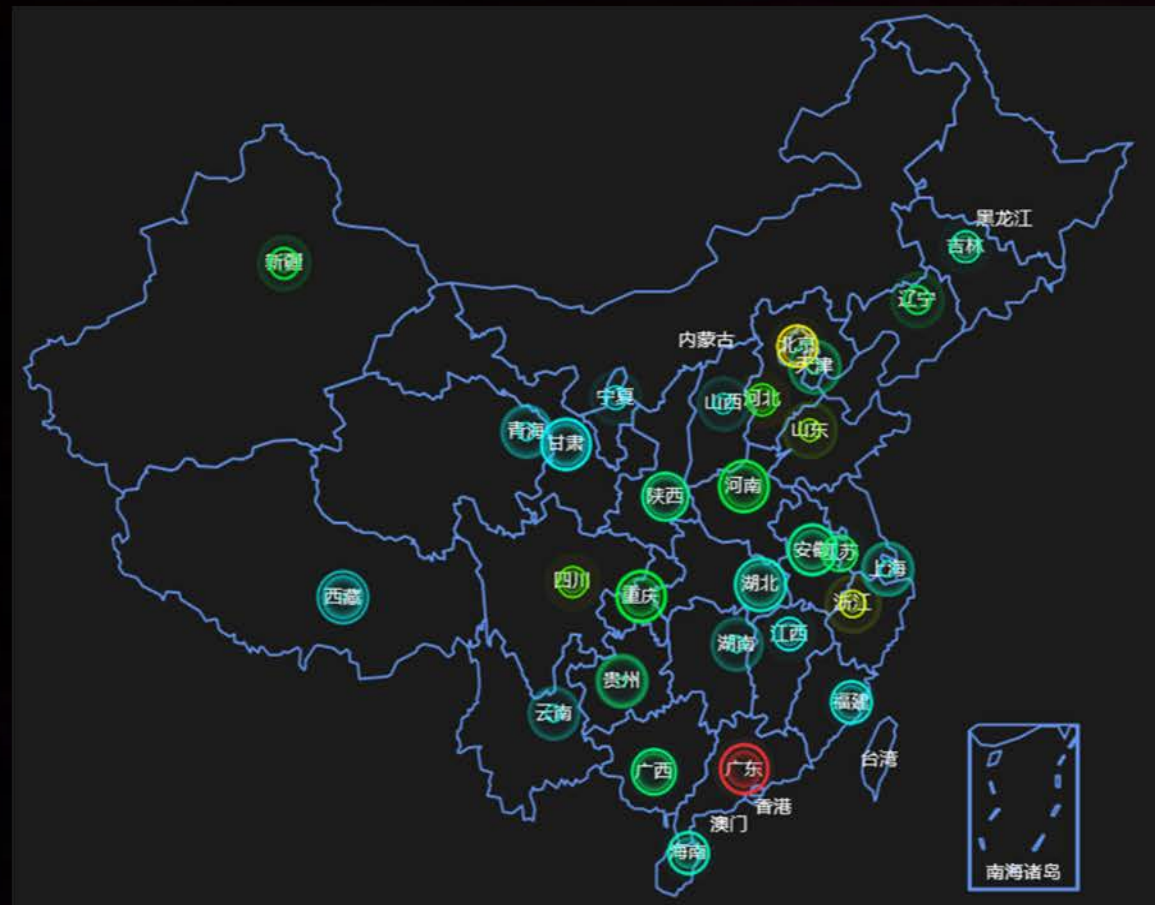 黑龙江
吉林
新疆
辽宁
内蒙古
北京
天津
宁夏
山西
河北
青海
甘肃
山东
陕西
河南
安徽
江苏
上海
四川
重庆
湖北
西藏
浙江
湖南
江西
贵州
云南
福建
广西
广东
台湾
香港
澳门
海南
南海诸岛